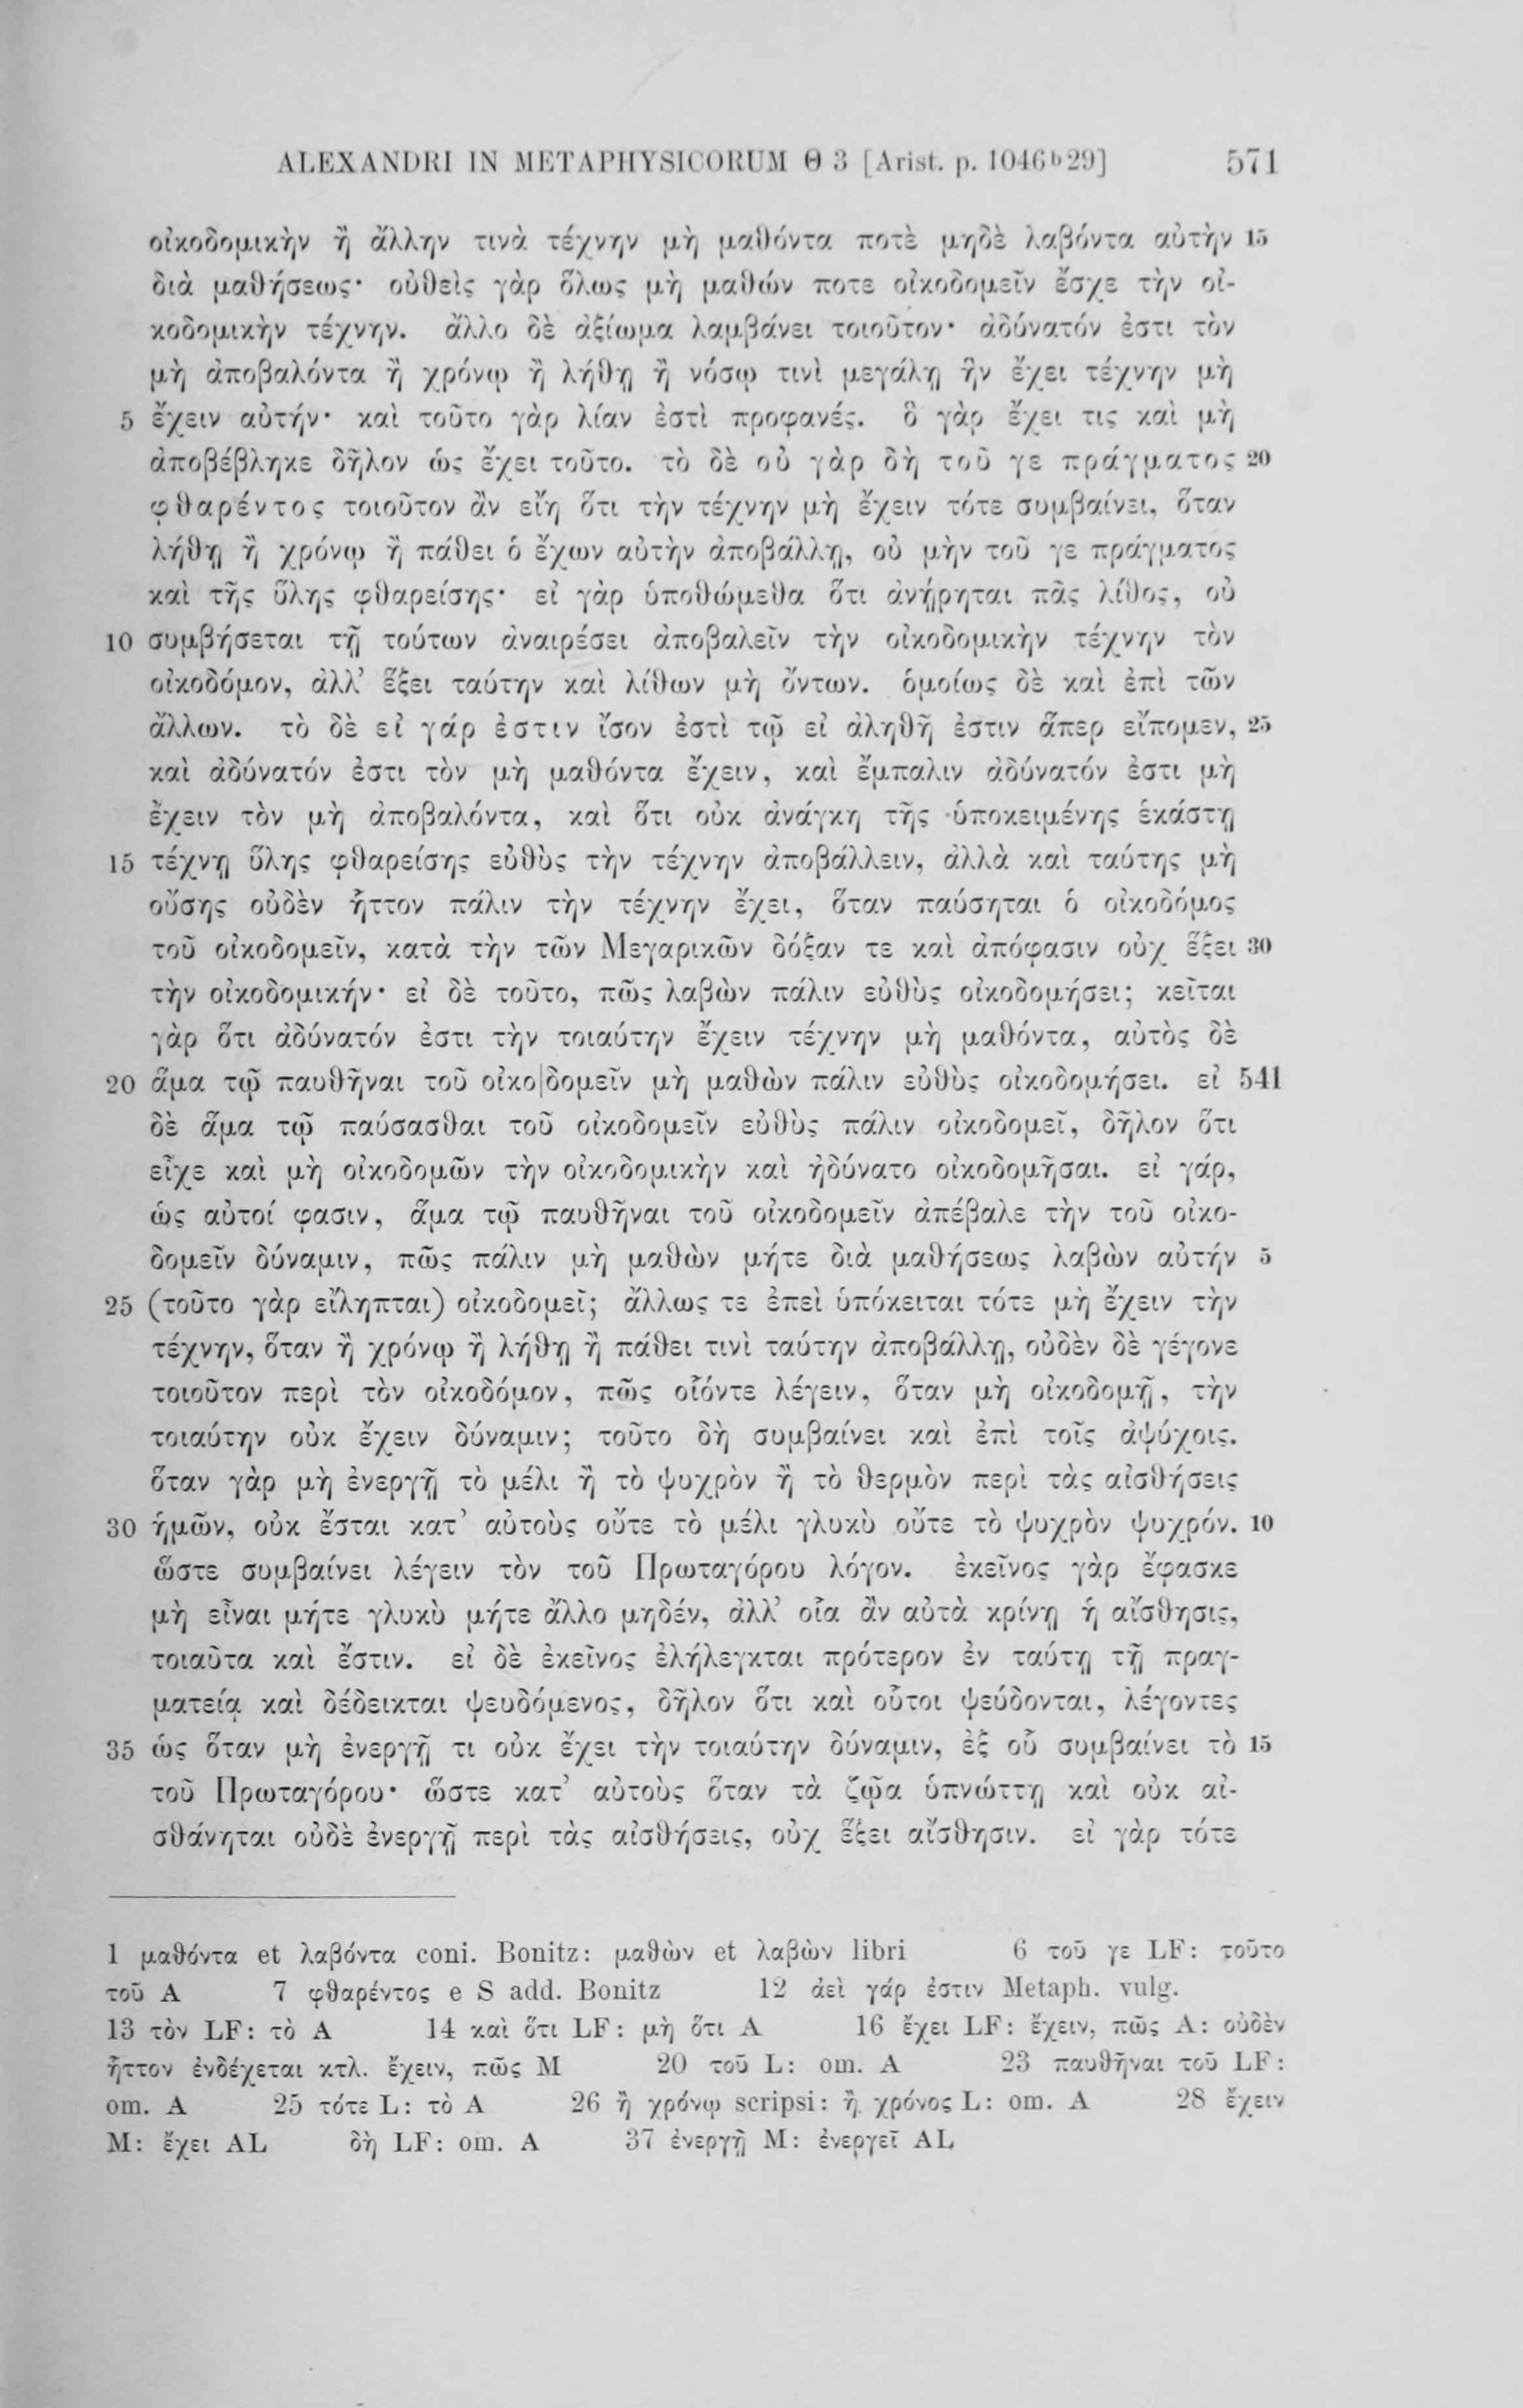 ALEXANDRI IN METAPHYSICORUM Θ 3 [Arist. p. 1046ᵇ29] 571
οἰκοδομικὴν ἢ ἄλλην τινὰ τέχνην μὴ μαθόντα ποτὲ μηδὲ λαβόντα αὐτὴν 15
διὰ μαθήσεως· οὐθεὶς γὰρ ὅλως μὴ μαθών ποτε οἰκοδομεῖν ἔσχε τὴν οἰ-
κοδομικὴν τέχνην. ἄλλο δὲ ἀξίωμα λαμβάνει τοιοῦτον· ἀδύνατόν ἐστι τὸν
μὴ ἀποβαλόντα ἢ χρόνῳ ἢ λήθῃ ἢ νόσῳ τινὶ μεγάλῃ ἣν ἔχει τέχνην μὴ
5 ἔχειν αὐτήν· καὶ τοῦτο γὰρ λίαν ἐστὶ προφανές. ὃ γὰρ ἔχει τις καὶ μὴ
ἀποβέβληκε δῆλον ὡς ἔχει τοῦτο. τὸ δὲ οὐ γὰρ δὴ τοῦ γε πράγματος 20
φθαρέντος τοιοῦτον ἂν εἴη ὅτι τὴν τέχνην μὴ ἔχειν τότε συμβαίνει, ὅταν
λήθῃ ἢ χρόνῳ ἢ πάθει ὁ ἔχων αὐτὴν ἀποβάλλῃ, οὐ μὴν τοῦ γε πράγματος
καὶ τῆς ὕλης φθαρείσης· εἰ γὰρ ὑποθώμεθα ὅτι ἀνῄρηται πᾶς λίθος, οὐ
10 συμβήσεται τῇ τούτων ἀναιρέσει ἀποβαλεῖν τὴν οἰκοδομικὴν τέχνην τὸν
οἰκοδόμον, ἀλλ’ ἕξει ταύτην καὶ λίθων μὴ ὄντων. ὁμοίως δὲ καὶ ἐπὶ τῶν
ἄλλων. τὸ δὲ εἰ γάρ ἐστιν ἴσον ἐστὶ τῷ εἰ ἀληθῆ ἐστιν ἅπερ εἴπομεν, 25
καὶ ἀδύνατόν ἐστι τὸν μὴ μαθόντα ἔχειν, καὶ ἔμπαλιν ἀδύνατόν ἐστι μὴ
ἔχειν τὸν μὴ ἀποβαλόντα, καὶ ὅτι οὐκ ἀνάγκη τῆς ὑποκειμένης ἑκάστῃ
15 τέχνῃ ὕλης φθαρείσης εὐθὺς τὴν τέχνην ἀποβάλλειν, ἀλλὰ καὶ ταύτης μὴ
οὔσης οὐδὲν ἧττον πάλιν τὴν τέχνην ἔχει, ὅταν παύσηται ὁ οἰκοδόμος
τοῦ οἰκοδομεῖν, κατὰ τὴν τῶν Μεγαρικῶν δόξαν τε καὶ ἀπόφασιν οὐχ ἕξει 30
τὴν οἰκοδομικήν· εἰ δὲ τοῦτο, πῶς λαβὼν πάλιν εὐθὺς οἰκοδομήσει; κεῖται
γὰρ ὅτι ἀδύνατόν ἐστι τὴν τοιαύτην ἔχειν τέχνην μὴ μαθόντα, αὐτὸς δὲ
20 ἅμα τῷ παυθῆναι τοῦ οἰκο|δομεῖν μὴ μαθὼν πάλιν εὐθὺς οἰκοδομήσει. εἰ 541
δὲ ἅμα τῷ παύσασθαι τοῦ οἰκοδομεῖν εὐθὺς πάλιν οἰκοδομεῖ, δῆλον ὅτι
εἶχε καὶ μὴ οἰκοδομῶν τὴν οἰκοδομικὴν καὶ ἠδύνατο οἰκοδομῆσαι. εἰ γάρ,
ὡς αὐτοί φασιν, ἅμα τῷ παυθῆναι τοῦ οἰκοδομεῖν ἀπέβαλε τὴν τοῦ οἰκο-
δομεῖν δύναμιν, πῶς πάλιν μὴ μαθὼν μήτε διὰ μαθήσεως λαβὼν αὐτήν 5
25 (τοῦτο γὰρ εἴληπται) οἰκοδομεῖ; ἄλλως τε ἐπεὶ ὑπόκειται τότε μὴ ἔχειν τὴν
τέχνην, ὅταν ἢ χρόνῳ ἢ λήθῃ ἢ πάθει τινὶ ταύτην ἀποβάλλῃ, οὐδὲν δὲ γέγονε
τοιοῦτον περὶ τὸν οἰκοδόμον, πῶς οἷόντε λέγειν, ὅταν μὴ οἰκοδομῇ, τὴν
τοιαύτην οὐκ ἔχειν δύναμιν; τοῦτο δὴ συμβαίνει καὶ ἐπὶ τοῖς ἀψύχοις.
ὅταν γὰρ μὴ ἐνεργῇ τὸ μέλι ἢ τὸ ψυχρὸν ἢ τὸ θερμὸν περὶ τὰς αἰσθήσεις
30 ἡμῶν, οὐκ ἔσται κατ’ αὐτοὺς οὔτε τὸ μέλι γλυκὺ οὔτε τὸ ψυχρὸν ψυχρόν. 10
ὥστε συμβαίνει λέγειν τὸν τοῦ Πρωταγόρου λόγον. ἐκεῖνος γὰρ ἔφασκε
μὴ εἶναι μήτε γλυκὺ μήτε ἄλλο μηδέν, ἀλλ’ οἷα ἂν αὐτὰ κρίνῃ ἡ αἴσθησις,
τοιαῦτα καὶ ἔστιν. εἰ δὲ ἐκεῖνος ἐλήλεγκται πρότερον ἐν ταύτῃ τῇ πραγ-
ματείᾳ καὶ δέδεικται ψευδόμενος, δῆλον ὅτι καὶ οὗτοι ψεύδονται, λέγοντες
35 ὡς ὅταν μὴ ἐνεργῇ τι οὐκ ἔχει τὴν τοιαύτην δύναμιν, ἐξ οὗ συμβαίνει τὸ 15
τοῦ Πρωταγόρου· ὥστε κατ’ αὐτοὺς ὅταν τὰ ζῷα ὑπνώττῃ καὶ οὐκ αἰ-
σθάνηται οὐδὲ ἐνεργῇ περὶ τὰς αἰσθήσεις, οὐχ ἕξει αἴσθησιν. εἰ γὰρ τότε
1 μαθόντα et λαβόντα coni. Bonitz: μαθὼν et λαβὼν libri 6 τοῦ γε LF: τοῦτο
τοῦ A 7 φθαρέντος e S add. Bonitz 12 ἀεὶ γάρ ἐστιν Metaph. vulg.
13 τὸν LF: τὸ A 14 καὶ ὅτι LF: μὴ ὅτι A 16 ἔχει LF: ἔχειν, πῶς A: οὐδὲν
ἧττον ἐνδέχεται κτλ. ἔχειν, πῶς M 20 τοῦ L: om. A 23 παυθῆναι τοῦ LF:
om. A 25 τότε L: τὸ A 26 ἢ χρόνῳ scripsi: ἢ χρόνος L: om. A 28 ἔχειν
M: ἔχει AL δὴ LF: om. A 37 ἐνεργῇ M: ἐνεργεῖ AL